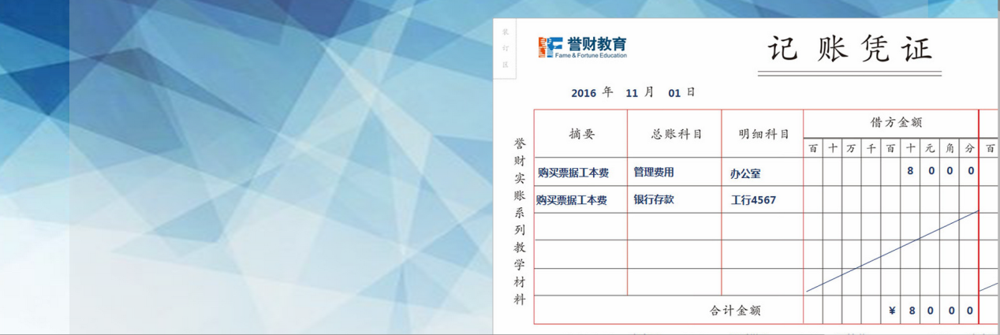 装订区
誉财教育
Fame & Fortune Education
记账凭证
2016 年 11 月 01 日
誉财实账系列教学材料
摘要 总账科目 明细科目 借方金额
百 十 万 千 百 十 元 角 分 百
购买票据工本费 管理费用 办公室 8 0 0 0
购买票据工本费 银行存款 工行4567
合计金额 ¥ 8 0 0 0